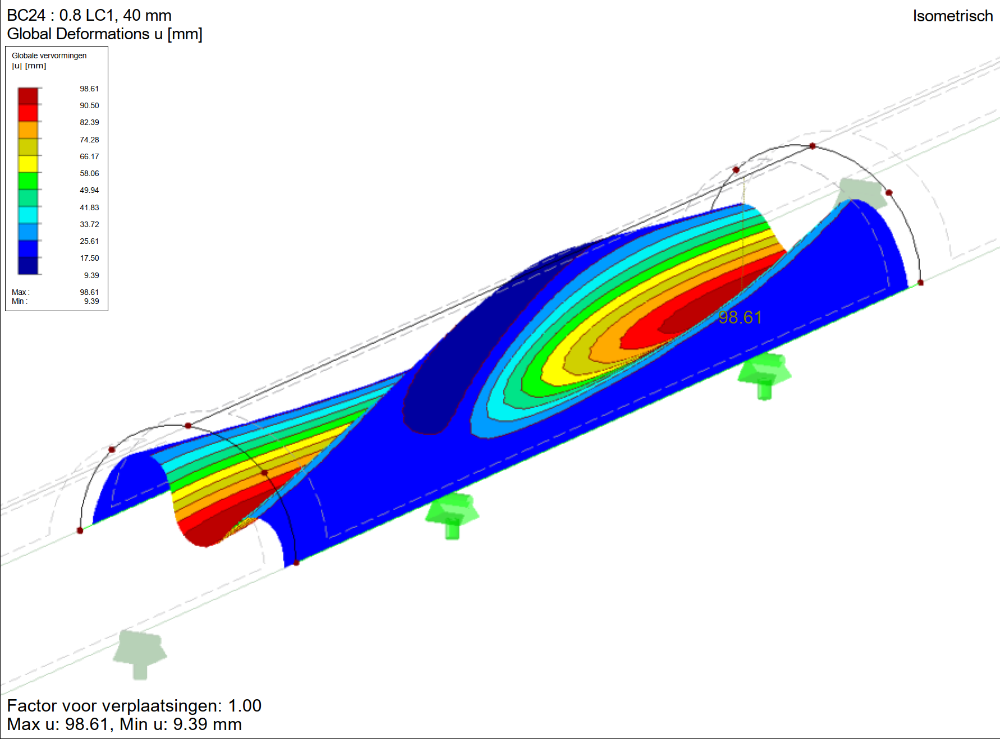 BC24 : 0.8 LC1, 40 mm
Global Deformations u [mm]
Isometrisch
Globale vervormingen
|u| [mm]
98.61
90.50
82.39
74.28
66.17
58.06
49.94
41.83
33.72
25.61
17.50
9.39
Max : 98.61
Min : 9.39
98.61
Factor voor verplaatsingen: 1.00
Max u: 98.61, Min u: 9.39 mm